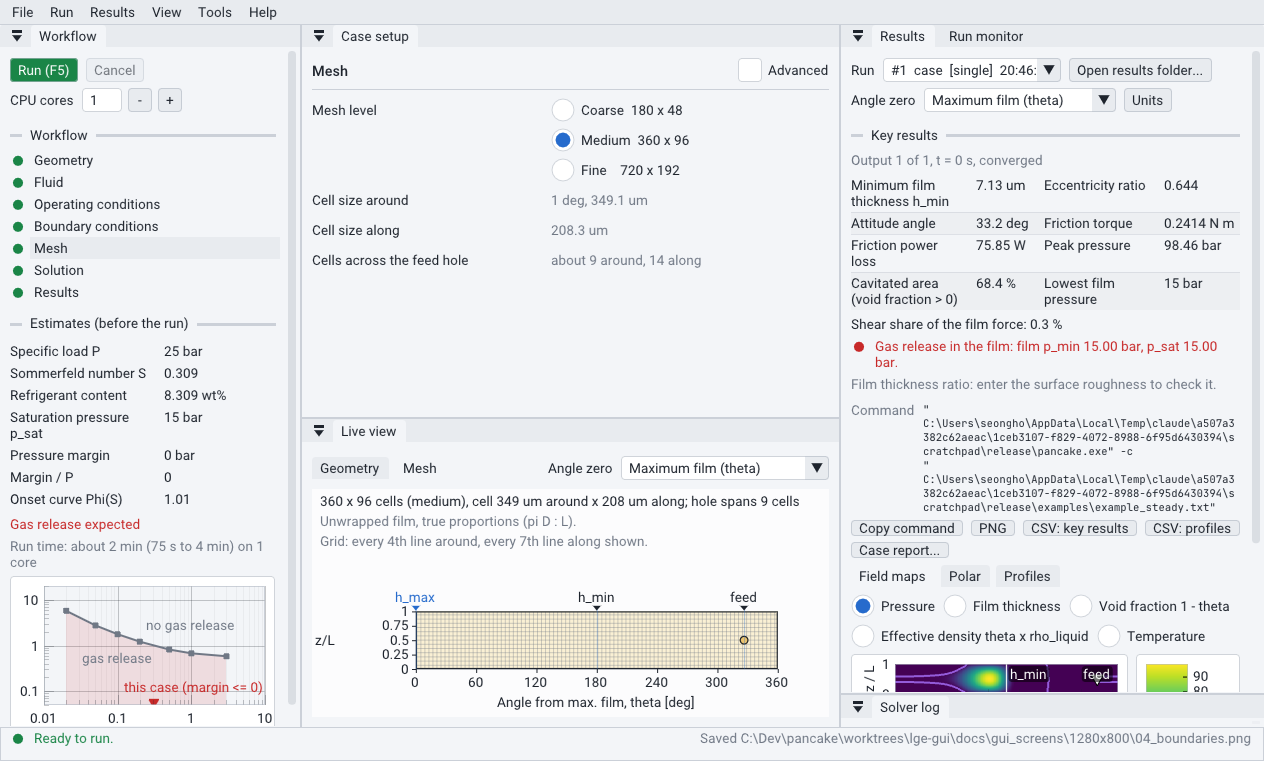 File Run Results View Tools Help
Workflow
Run (F5) Cancel
CPU cores 1 - +
Workflow
Geometry
Fluid
Operating conditions
Boundary conditions
Mesh
Solution
Results
Estimates (before the run)
Specific load P 25 bar
Sommerfeld number S 0.309
Refrigerant content 8.309 wt%
Saturation pressure 15 bar
p_sat
Pressure margin 0 bar
Margin / P 0
Onset curve Phi(S) 1.01
Gas release expected
Run time: about 2 min (75 s to 4 min) on 1
core
10
no gas release
1
gas release
0.1
this case (margin <= 0)
0.01 0.1 1 10
Case setup
Mesh Advanced
Mesh level Coarse 180 x 48
Medium 360 x 96
Fine 720 x 192
Cell size around 1 deg, 349.1 um
Cell size along 208.3 um
Cells across the feed hole about 9 around, 14 along
Live view
Geometry Mesh Angle zero Maximum film (theta)
360 x 96 cells (medium), cell 349 um around x 208 um along; hole spans 9 cells
Unwrapped film, true proportions (pi D : L).
Grid: every 4th line around, every 7th line along shown.
h_max h_min feed
1
0.75
z/L 0.5
0.25
0
0 60 120 180 240 300 360
Angle from max. film, theta [deg]
Results Run monitor
Run #1 case [single] 20:46: Open results folder...
Angle zero Maximum film (theta) Units
Key results
Output 1 of 1, t = 0 s, converged
Minimum film 7.13 um Eccentricity ratio 0.644
thickness h_min
Attitude angle 33.2 deg Friction torque 0.2414 N m
Friction power 75.85 W Peak pressure 98.46 bar
loss
Cavitated area 68.4 % Lowest film 15 bar
(void fraction > 0) pressure
Shear share of the film force: 0.3 %
Gas release in the film: film p_min 15.00 bar, p_sat 15.00
bar.
Film thickness ratio: enter the surface roughness to check it.
Command "
C:\Users\seongho\AppData\Local\Temp\claude\a507a3
382c62aeac\1ceb3107-f829-4072-8988-6f95d6430394\s
cratchpad\release\pancake.exe" -c
"
C:\Users\seongho\AppData\Local\Temp\claude\a507a3
382c62aeac\1ceb3107-f829-4072-8988-6f95d6430394\s
cratchpad\release\examples\example_steady.txt"
Copy command PNG CSV: key results CSV: profiles
Case report...
Field maps Polar Profiles
Pressure Film thickness Void fraction 1 - theta
Effective density theta x rho_liquid Temperature
1
z / L h_min feed 90
80
Solver log
Ready to run. Saved C:\Dev\pancake\worktrees\lge-gui\docs\gui_screens\1280x800\04_boundaries.png